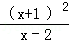 (x+1)²
x-2